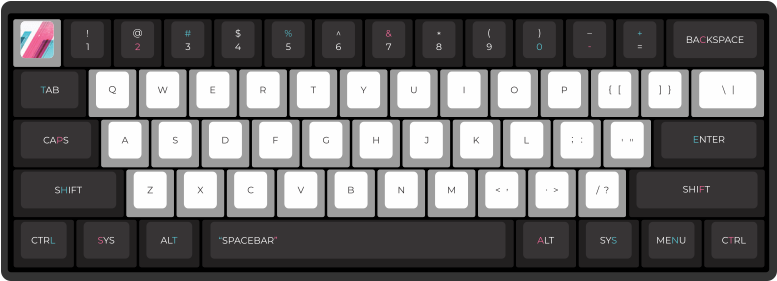 ! @ # $ % ^ & * ( ) – +
1 2 3 4 5 6 7 8 9 0 - = BACKSPACE
TAB Q W E R T Y U I O P { [ ] } \ |
CAPS A S D F G H J K L ; : ' " ENTER
SHIFT Z X C V B N M < , . > / ? SHIFT
CTRL SYS ALT "SPACEBAR" ALT SYS MENU CTRL